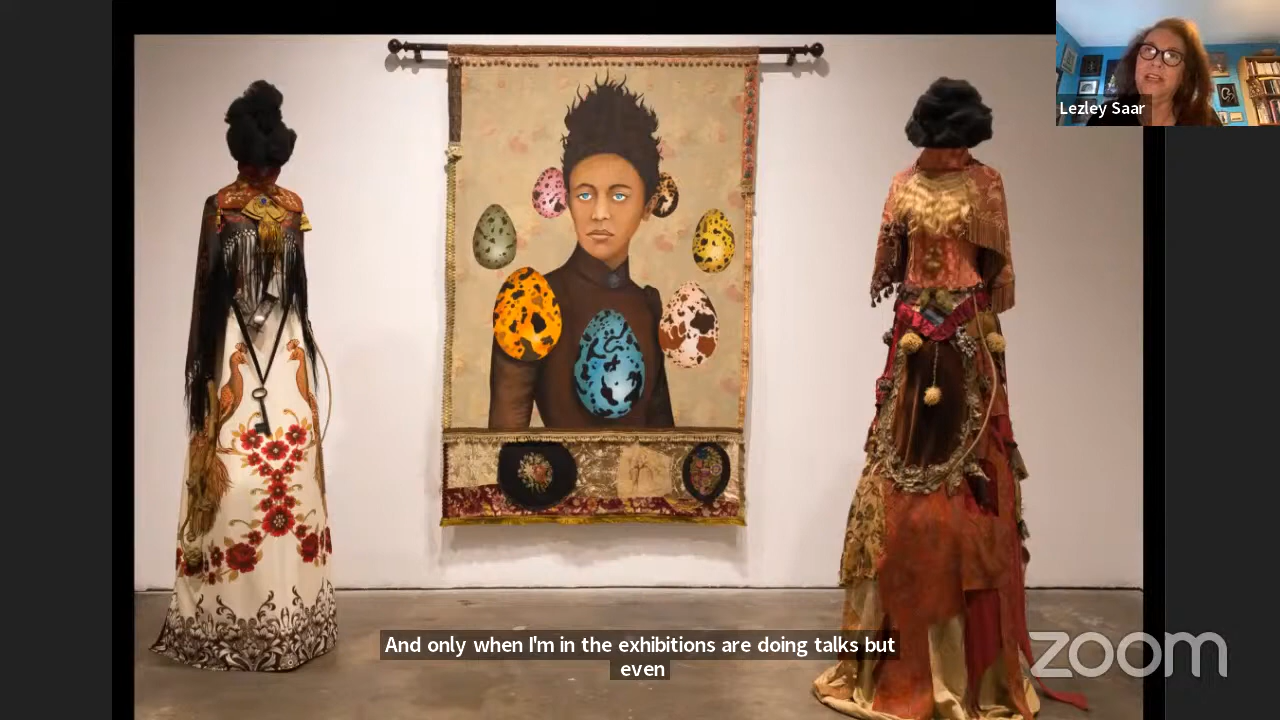 Lezley Saar
And only when I'm in the exhibitions are doing talks but
even
zoom